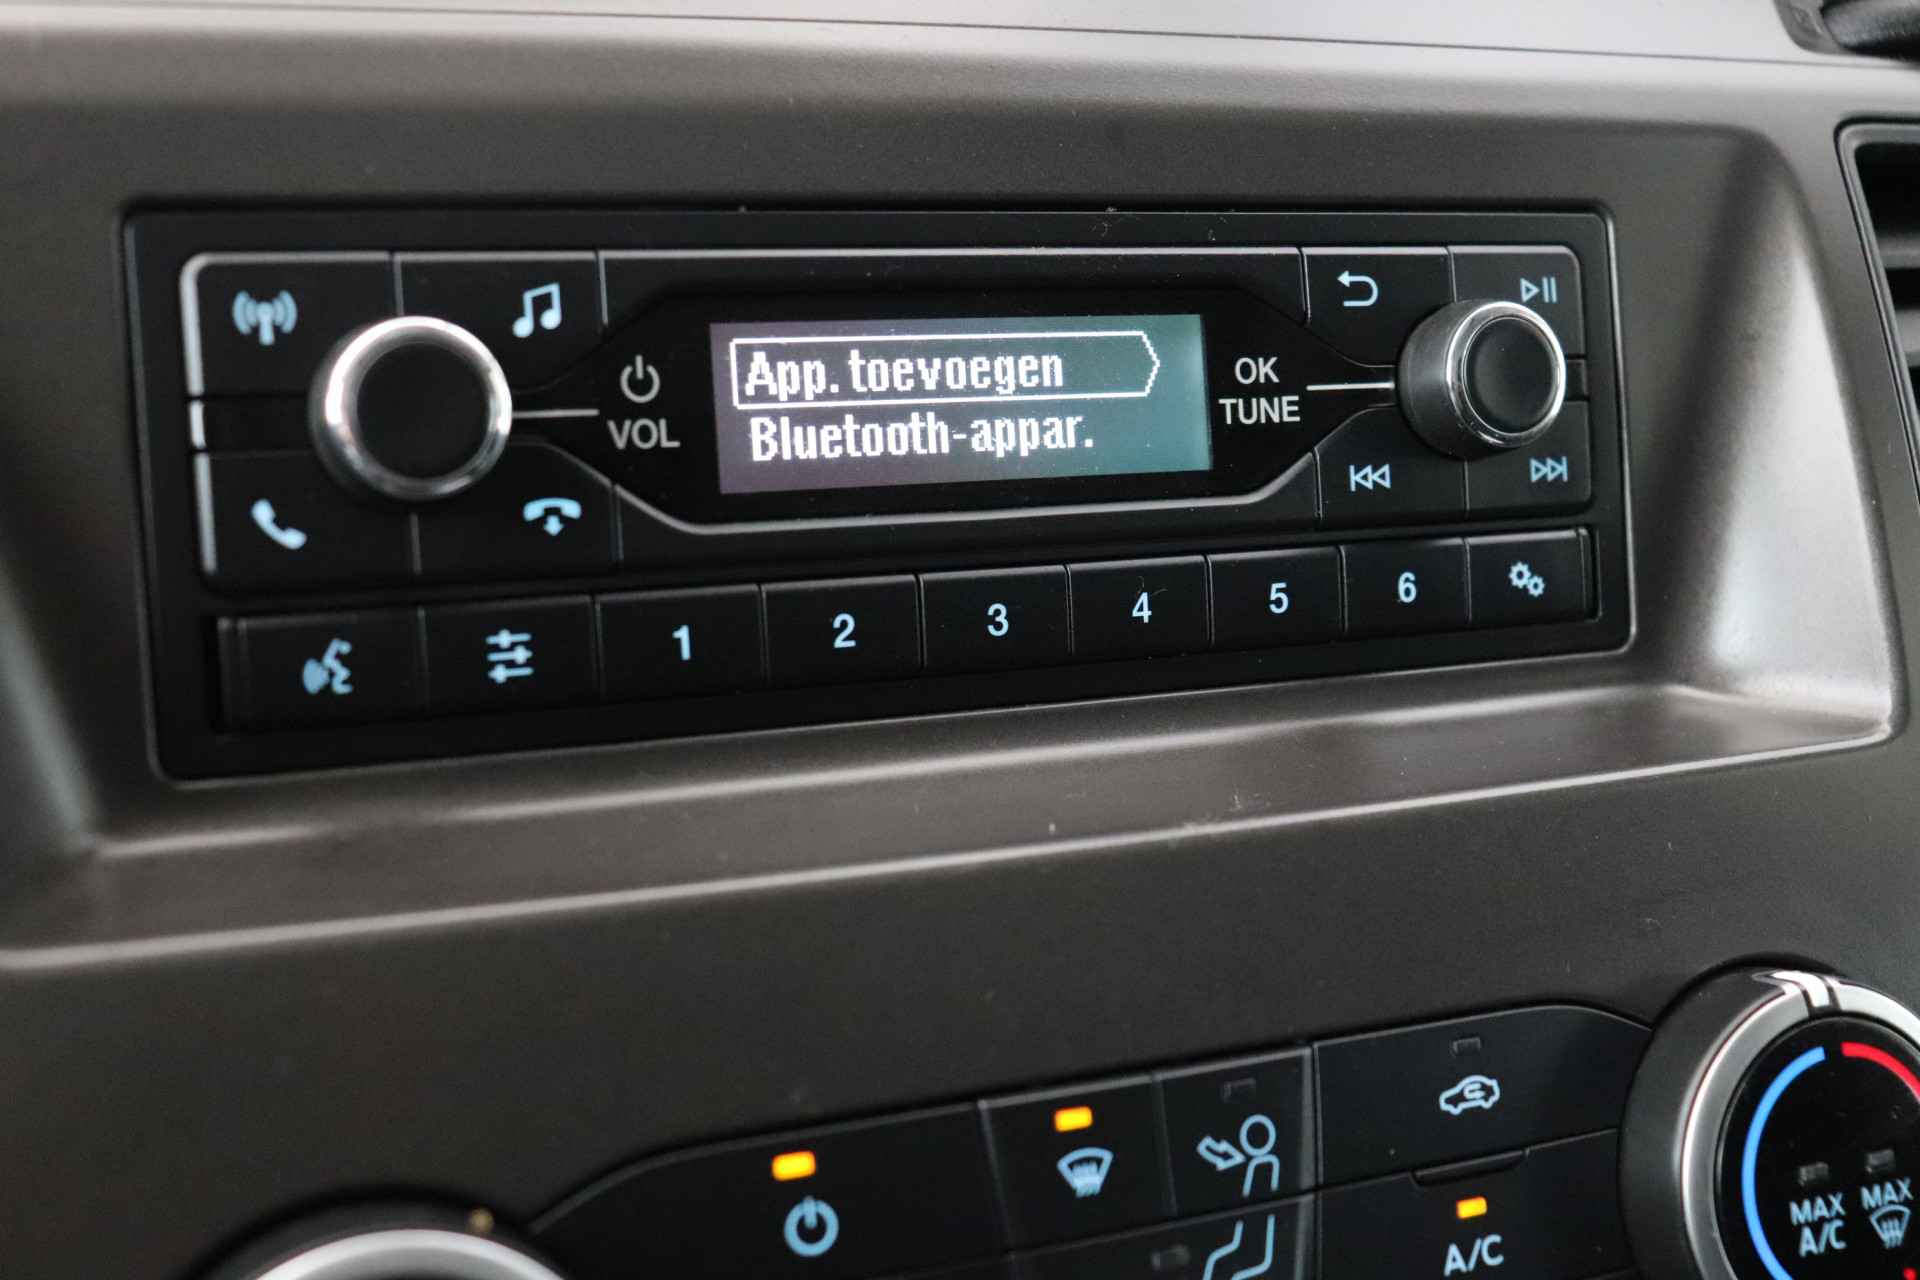 App. toevoegen
Bluetooth-appar.
VOL
OK
TUNE
1 2 3 4 5 6
A/C
MAX
A/C
MAX